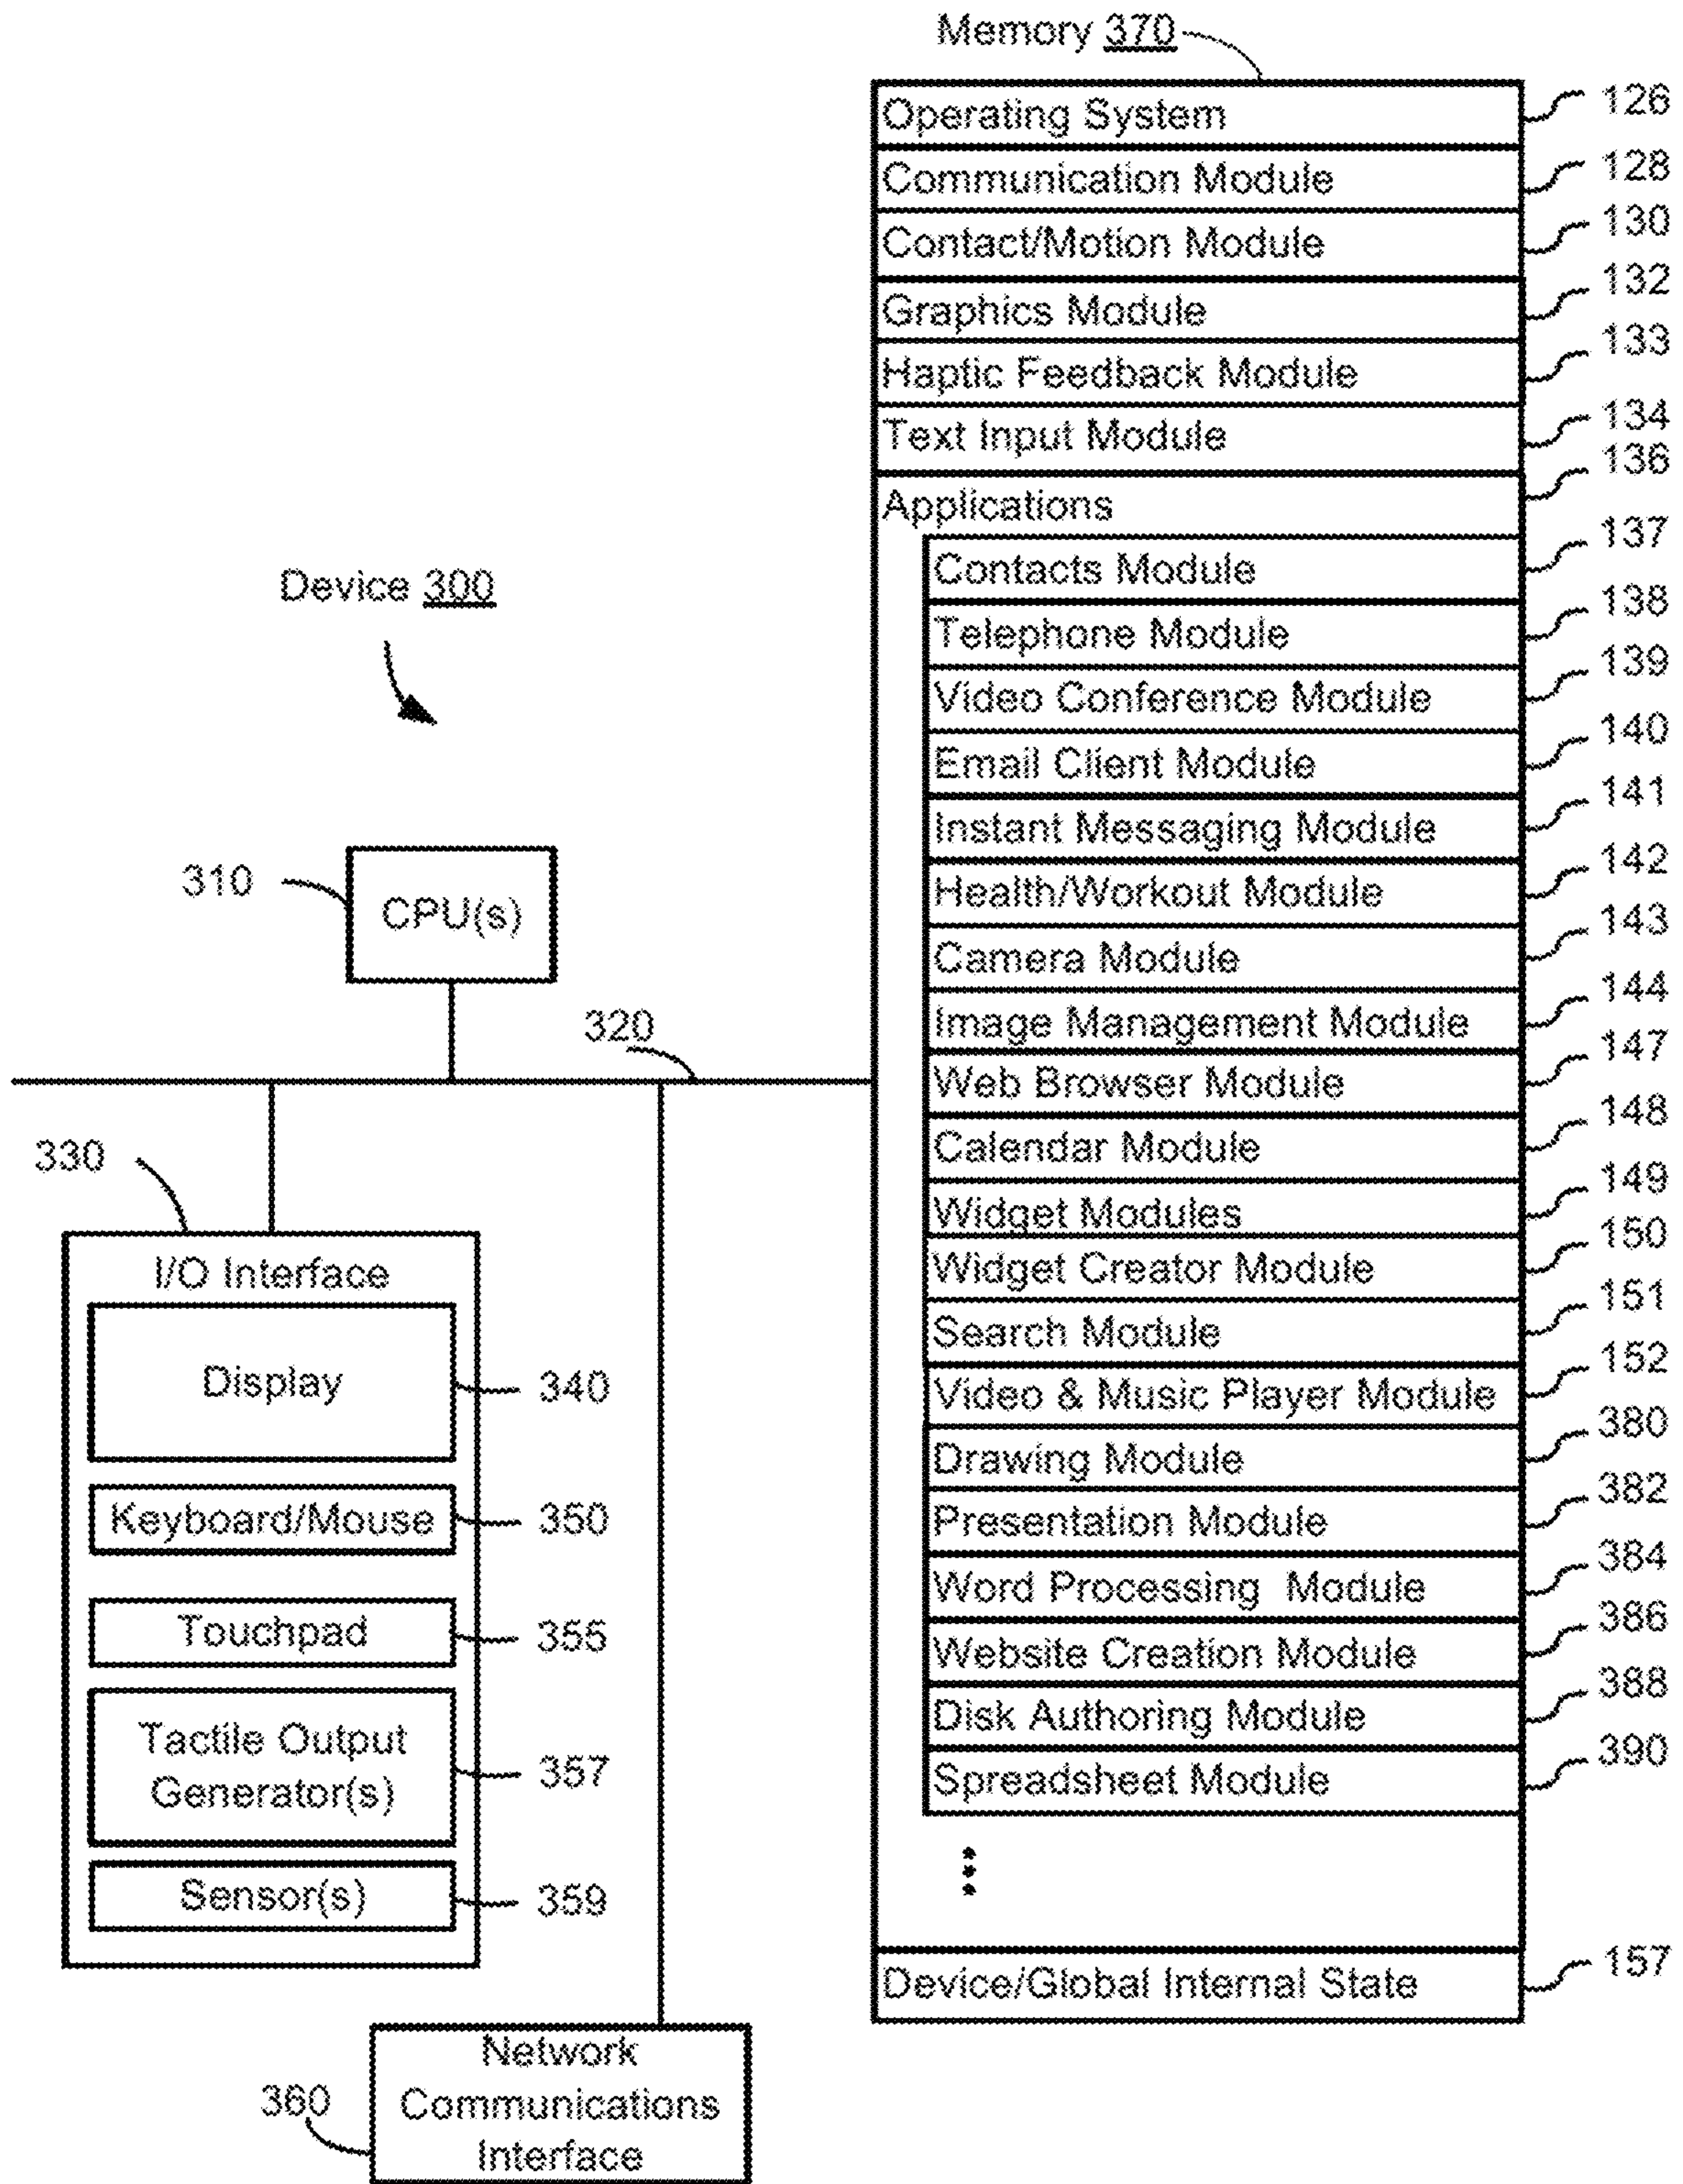 Memory 370
Operating System 126
Communication Module 128
Contact/Motion Module 130
Graphics Module 132
Haptic Feedback Module 133
Text Input Module 134
Applications 136
Contacts Module 137
Telephone Module 138
Video Conference Module 139
Email Client Module 140
Instant Messaging Module 141
Health/Workout Module 142
Camera Module 143
Image Management Module 144
Web Browser Module 147
Calendar Module 148
Widget Modules 149
Widget Creator Module 150
Search Module 151
Video & Music Player Module 152
Drawing Module 380
Presentation Module 382
Word Processing Module 384
Website Creation Module 386
Disk Authoring Module 388
Spreadsheet Module 390
Device/Global Internal State 157
Device 300
310
CPU(s)
320
330
I/O Interface
Display 340
Keyboard/Mouse 350
Touchpad 355
Tactile Output
Generator(s) 357
Sensor(s) 359
360
Network
Communications
Interface